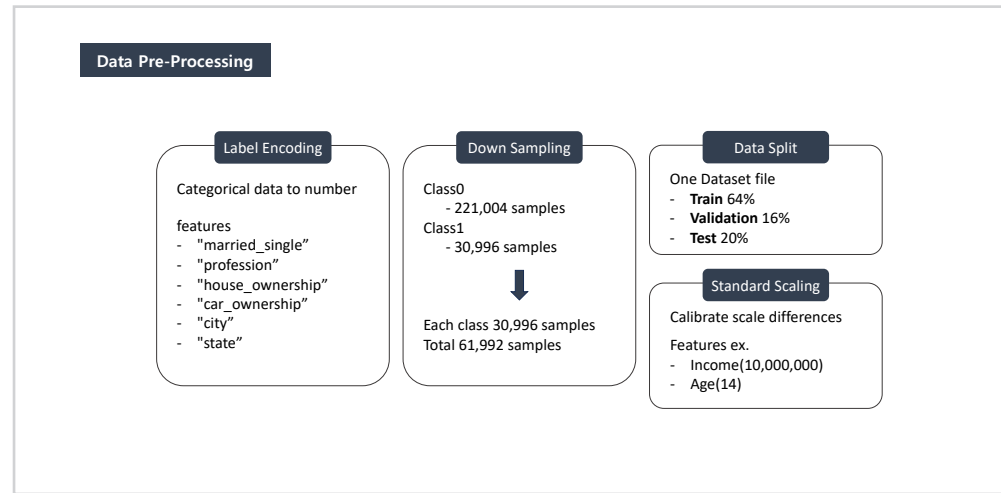 Data Pre-Processing
Label Encoding
Categorical data to number
features
- "married_single”
- "profession”
- "house_ownership”
- "car_ownership”
- "city”
- "state”
Down Sampling
Class0
- 221,004 samples
Class1
- 30,996 samples
Each class 30,996 samples
Total 61,992 samples
Data Split
One Dataset file
- Train 64%
- Validation 16%
- Test 20%
Standard Scaling
Calibrate scale differences
Features ex.
- Income(10,000,000)
- Age(14)